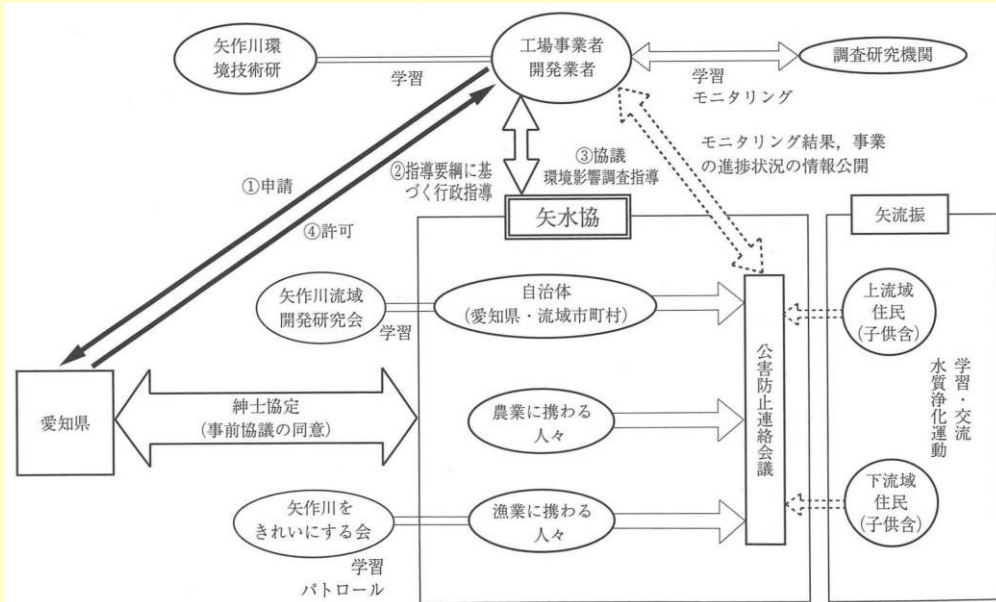 矢作川環
境技術研
学習
工場事業者
開発業者
学習
モニタリング
調査研究機関
モニタリング結果，事業
の進捗状況の情報公開
①申請
④許可
②指導要綱に基
づく行政指導
③協議
環境影響調査指導
矢水協
矢流振
矢作川流域
開発研究会
学習
自治体
(愛知県・流域市町村)
愛知県
紳士協定
(事前協議の同意)
農業に携わる
人々
矢作川を
きれいにする会
学習
パトロール
漁業に携わる
人々
公害防止連絡会議
上流域
住民
(子供含)
学習・交流
水質浄化運動
下流域
住民
(子供含)